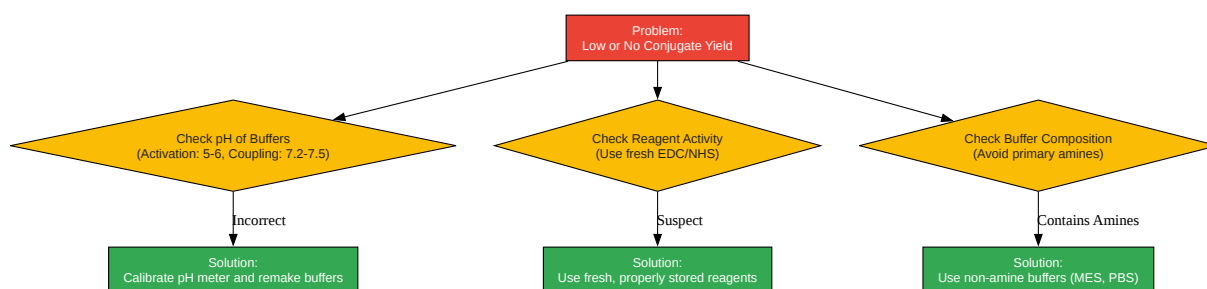 Problem:
Low or No Conjugate Yield
Check pH of Buffers
(Activation: 5-6, Coupling: 7.2-7.5)
Check Reagent Activity
(Use fresh EDC/NHS)
Check Buffer Composition
(Avoid primary amines)
Incorrect
Suspect
Contains Amines
Solution:
Calibrate pH meter and remake buffers
Solution:
Use fresh, properly stored reagents
Solution:
Use non-amine buffers (MES, PBS)